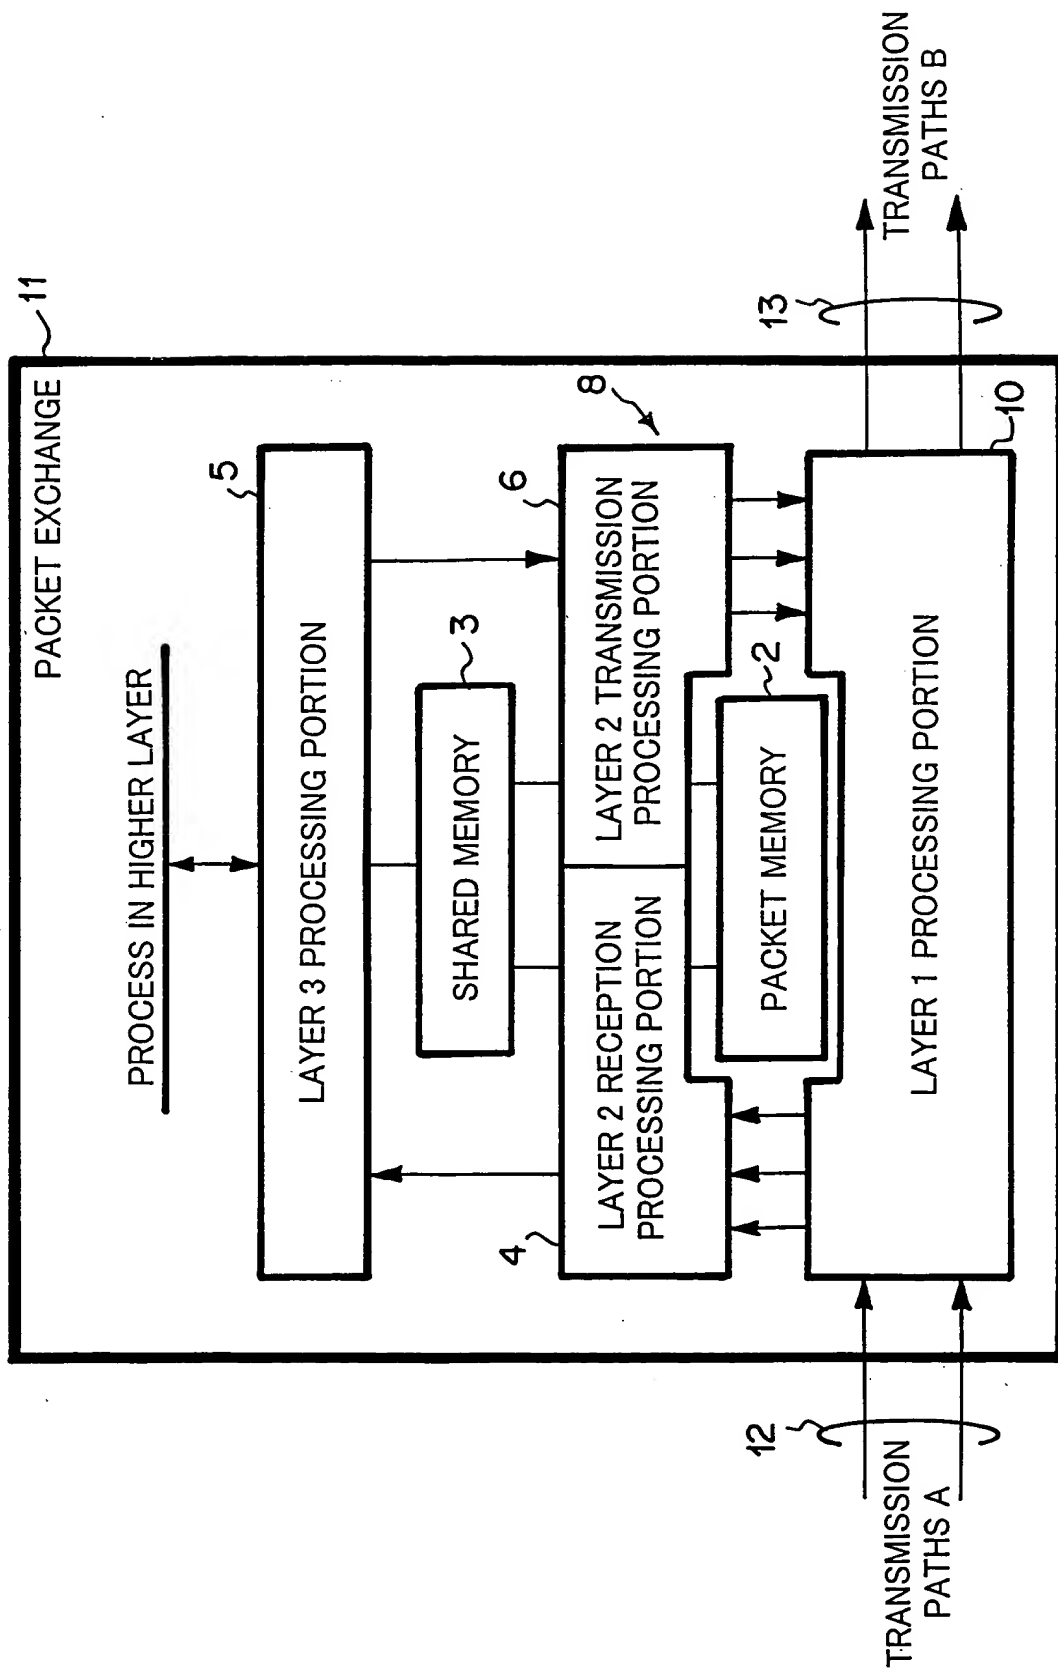 PACKET EXCHANGE
11
PROCESS IN HIGHER LAYER
5
LAYER 3 PROCESSING PORTION
3
SHARED MEMORY
4
6
8
LAYER 2 RECEPTION
PROCESSING PORTION
LAYER 2 TRANSMISSION
PROCESSING PORTION
2
PACKET MEMORY
12
TRANSMISSION
PATHS A
LAYER 1 PROCESSING PORTION
10
13
TRANSMISSION
PATHS B